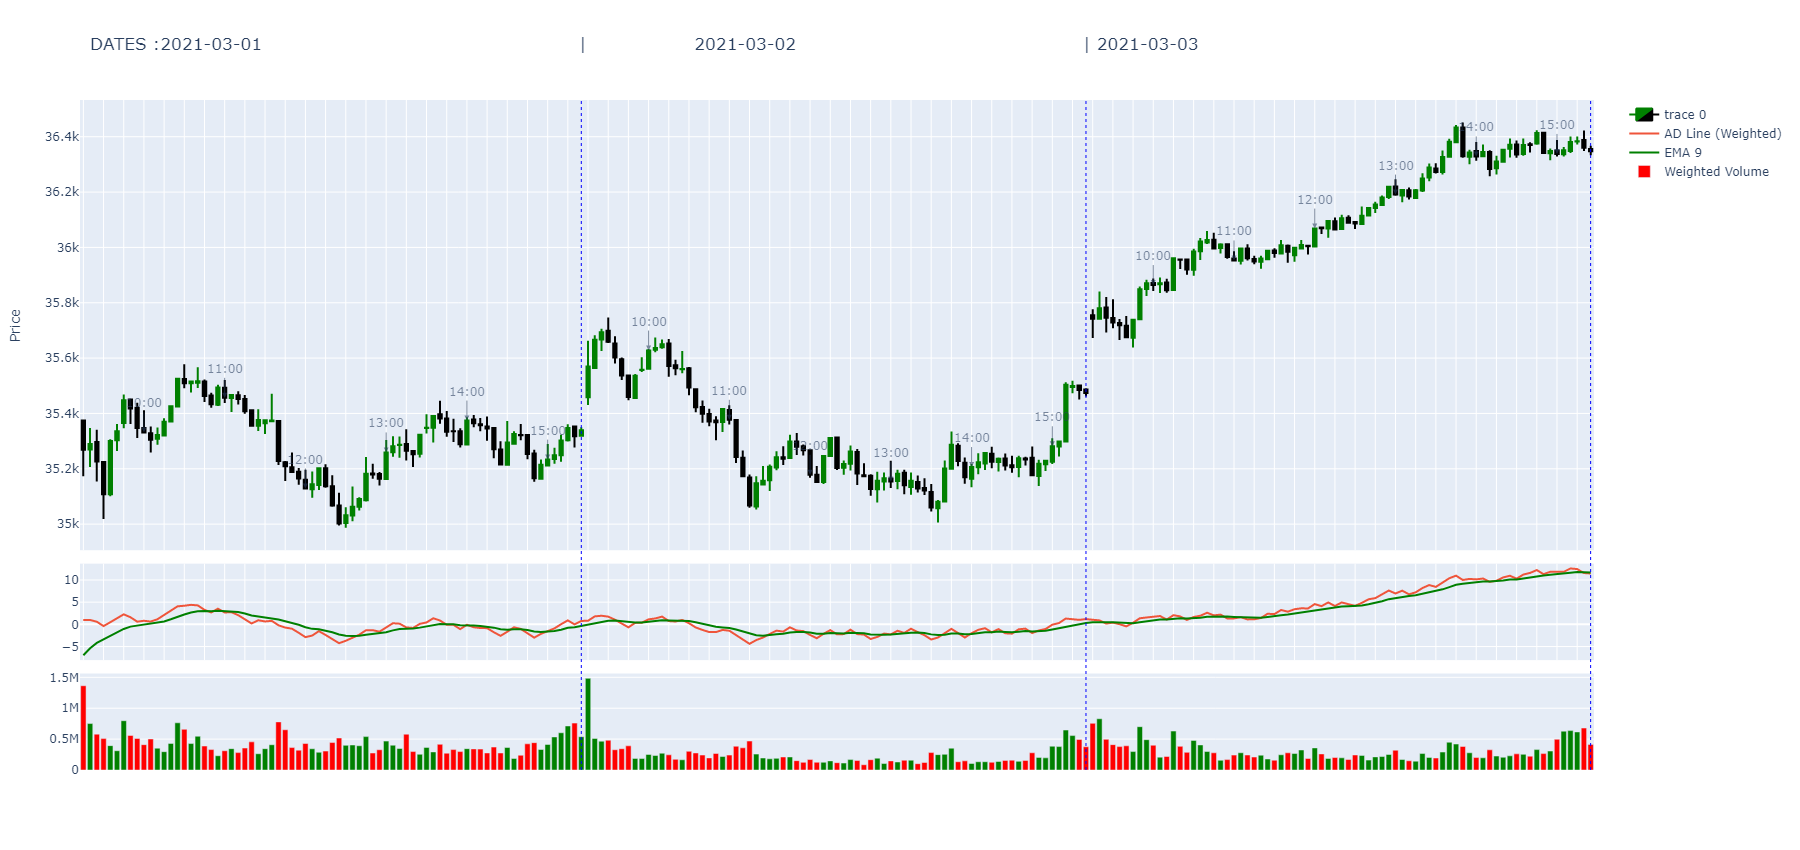 DATES :2021-03-01 | 2021-03-02 | 2021-03-03
trace 0
AD Line (Weighted)
EMA 9
Weighted Volume
Price
36.4k
36.2k
36k
35.8k
35.6k
35.4k
35.2k
35k
11:00
13:00
14:00
15:00
10:00
11:00
13:00
14:00
15:00
10:00
11:00
12:00
13:00
14:00
15:00
10
5
0
−5
1.5M
1M
0.5M
0